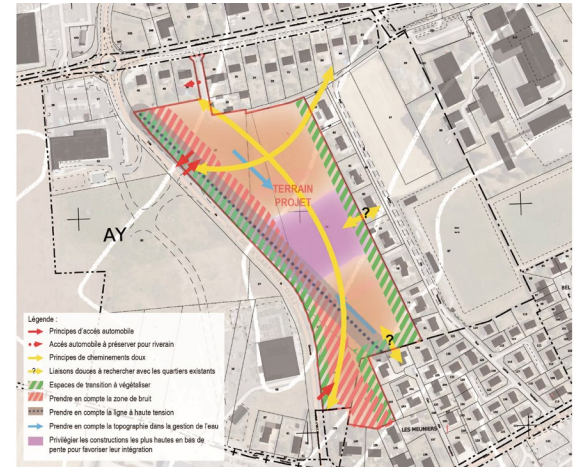 TERRAIN
PROJET
?
AY
?
BEL
LES MEUNIERS
Légende :
Principes d'accés automobile
Accés automobile à préserver pour riverain
Principes de cheminements doux
? Liaisons douces à rechercher avec les quartiers existants
Espaces de transition à végétaliser
Prendre en compte la zone de bruit
Prendre en compte la ligne à haute tension
Prendre en compte la topographie dans la gestion de l'eau
Privilégier les constructions les plus hautes en bas de
pente pour favoriser leur intégration